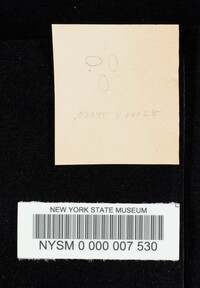 NEW YORK STATE MUSEUM
NYSM 0 000 007 530